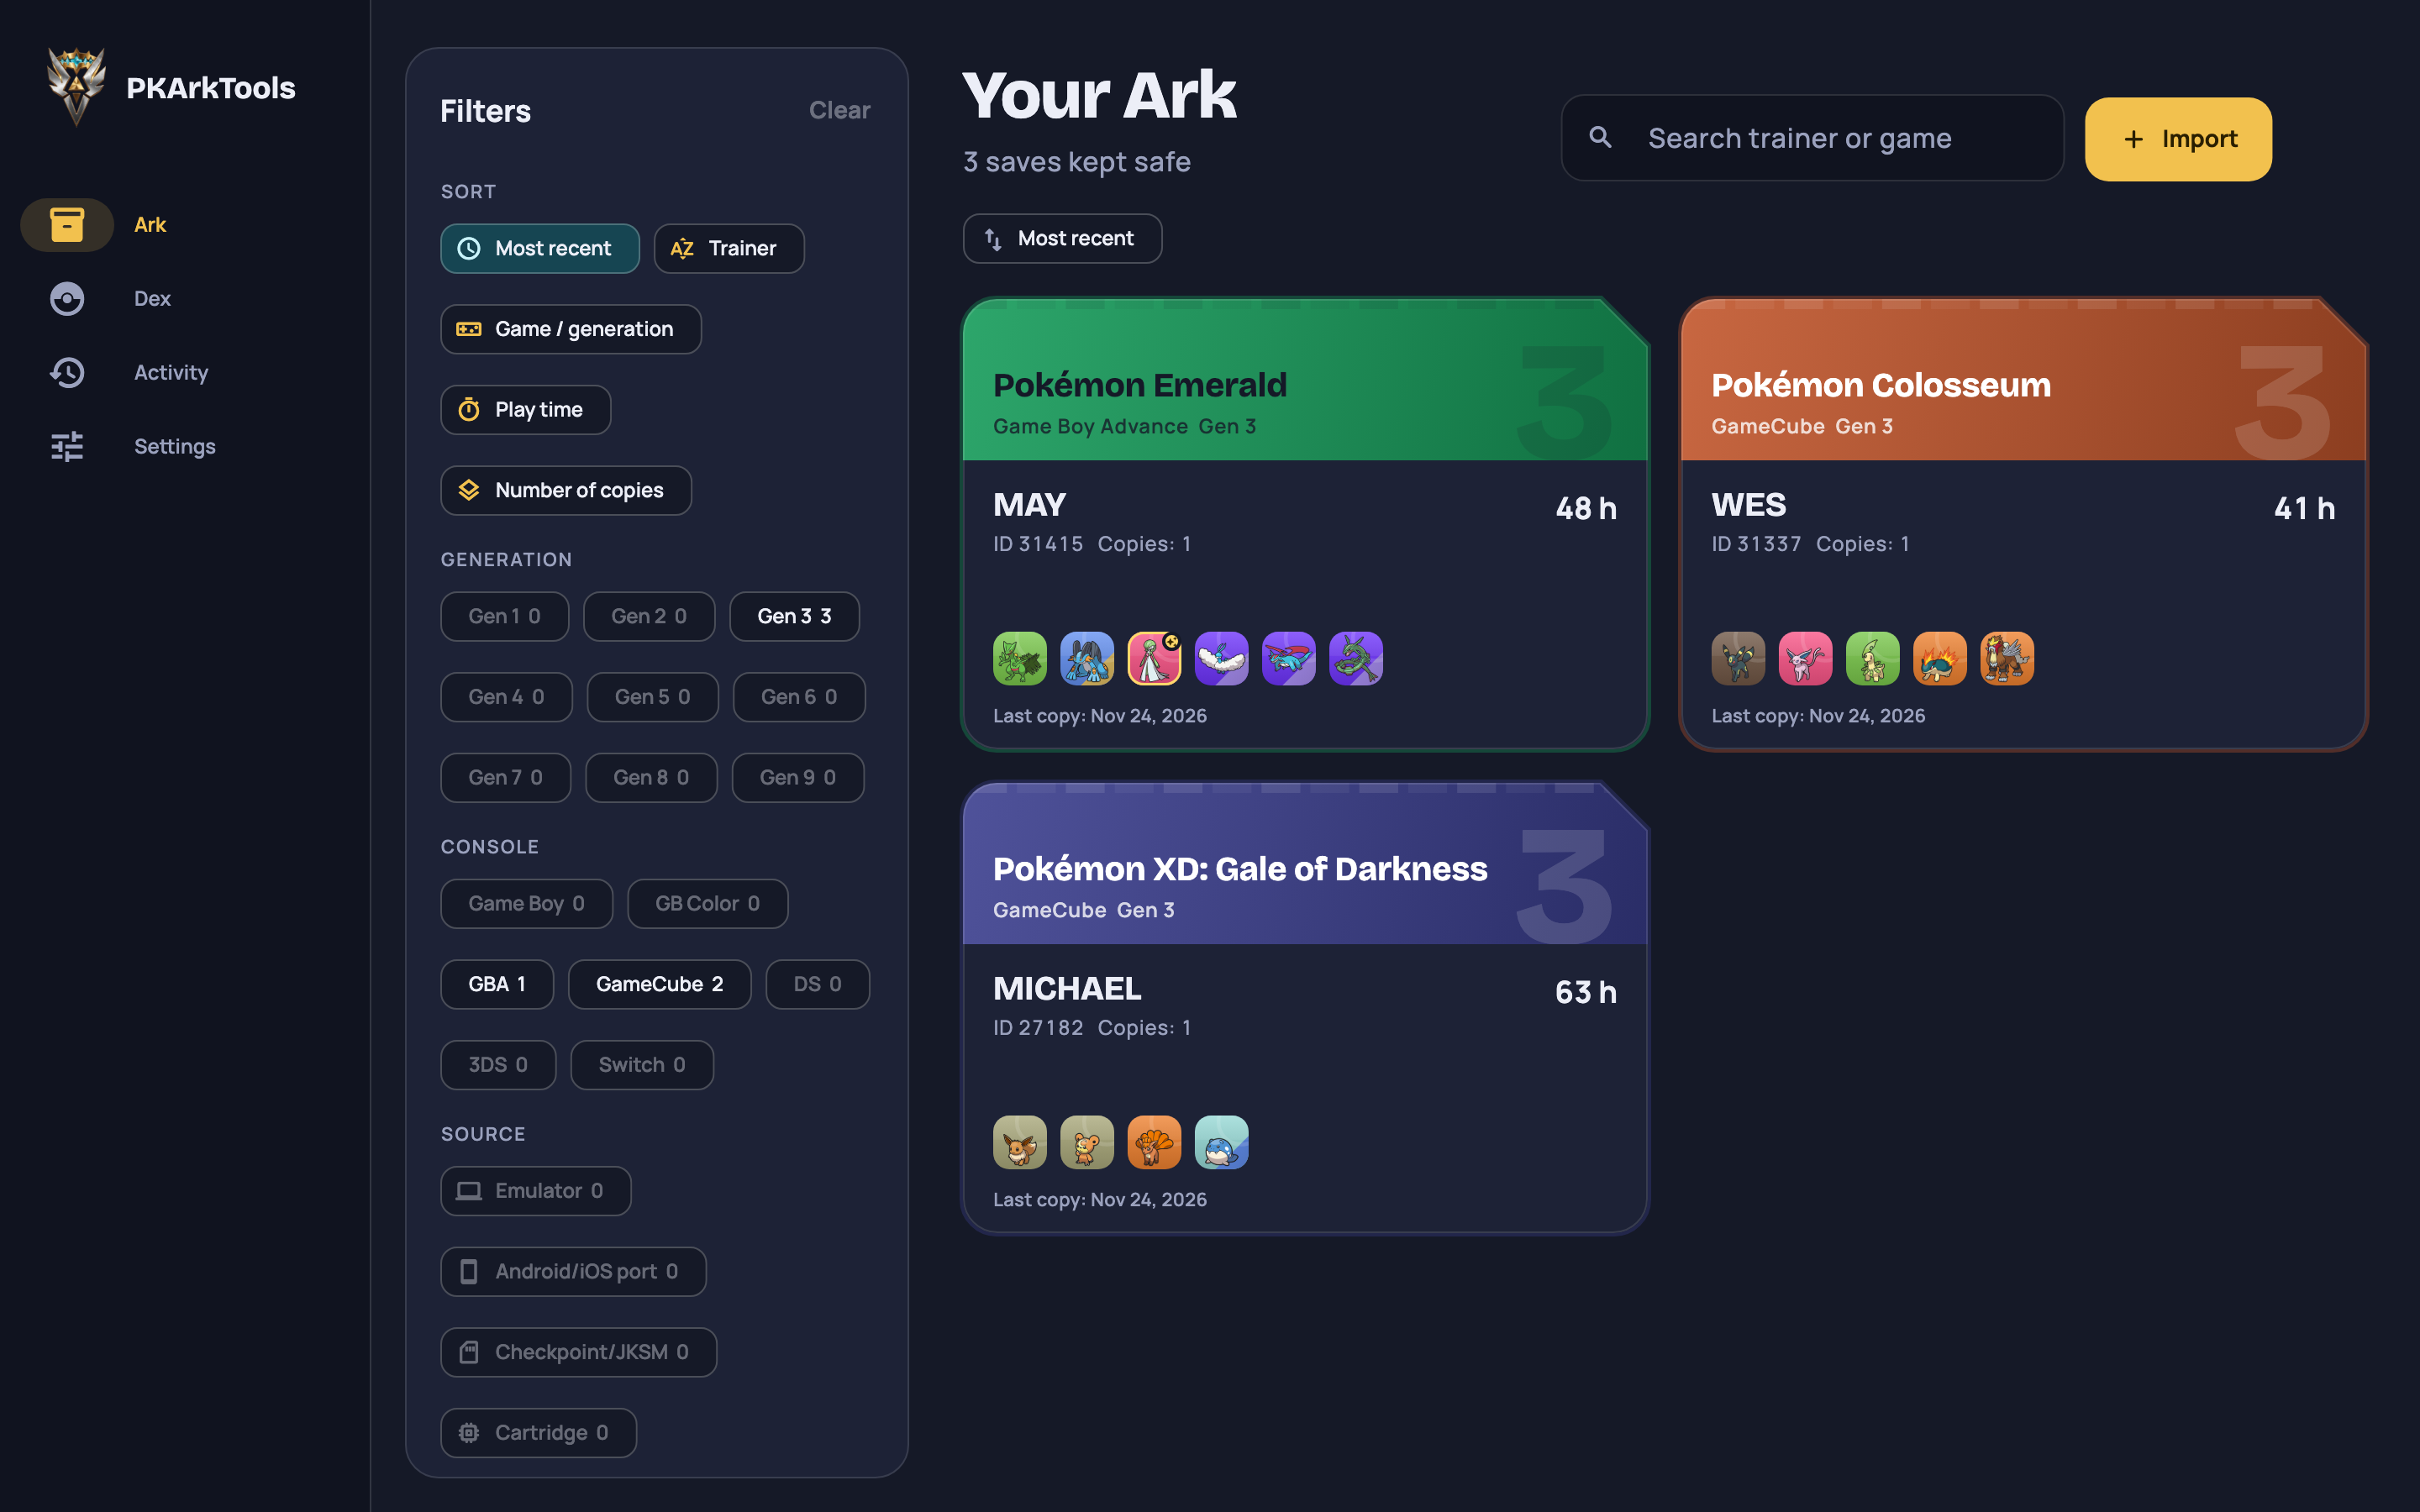 PKArkTools
Ark
Dex
Activity
Settings
Filters
Clear
SORT
Most recent
AZ Trainer
Game / generation
Play time
Number of copies
GENERATION
Gen 1 0
Gen 2 0
Gen 3 3
Gen 4 0
Gen 5 0
Gen 6 0
Gen 7 0
Gen 8 0
Gen 9 0
CONSOLE
Game Boy 0
GB Color 0
GBA 1
GameCube 2
DS 0
3DS 0
Switch 0
SOURCE
Emulator 0
Android/iOS port 0
Checkpoint/JKSM 0
Cartridge 0
Your Ark
3 saves kept safe
Search trainer or game
+ Import
Most recent
Pokémon Emerald
Game Boy Advance Gen 3
3
MAY
48 h
ID 31415 Copies: 1
Last copy: Nov 24, 2026
Pokémon Colosseum
GameCube Gen 3
3
WES
41 h
ID 31337 Copies: 1
Last copy: Nov 24, 2026
Pokémon XD: Gale of Darkness
GameCube Gen 3
3
MICHAEL
63 h
ID 27182 Copies: 1
Last copy: Nov 24, 2026